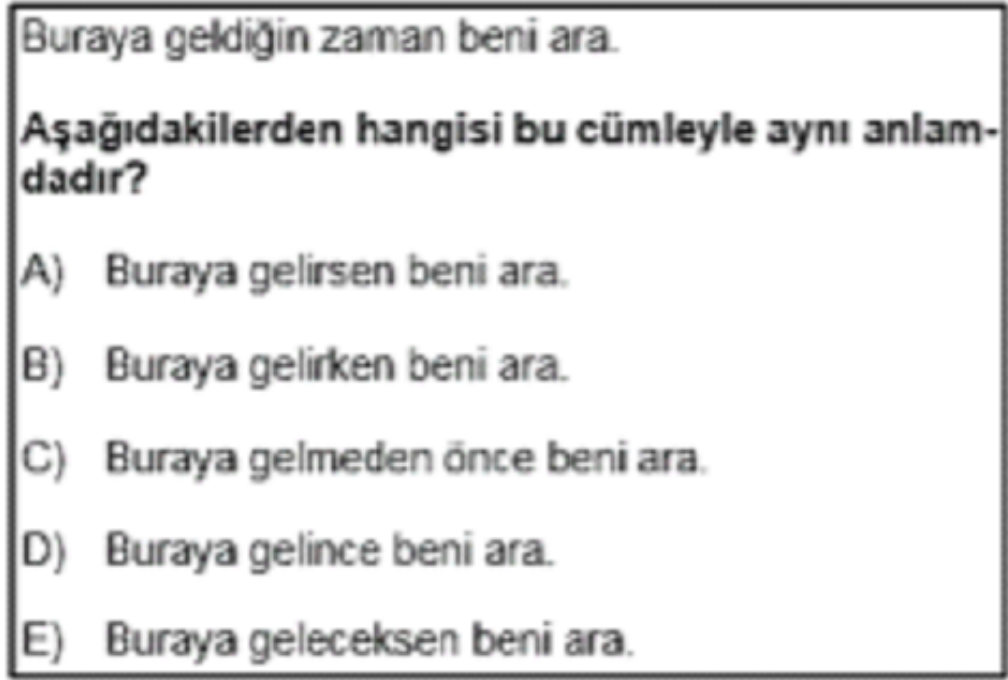 Buraya geldiğin zaman beni ara.
Aşağıdakilerden hangisi bu cümleyle aynı anlam-
dadır?
A) Buraya gelirsen beni ara.
B) Buraya gelirken beni ara.
C) Buraya gelmeden önce beni ara.
D) Buraya gelince beni ara.
E) Buraya geleceksen beni ara.